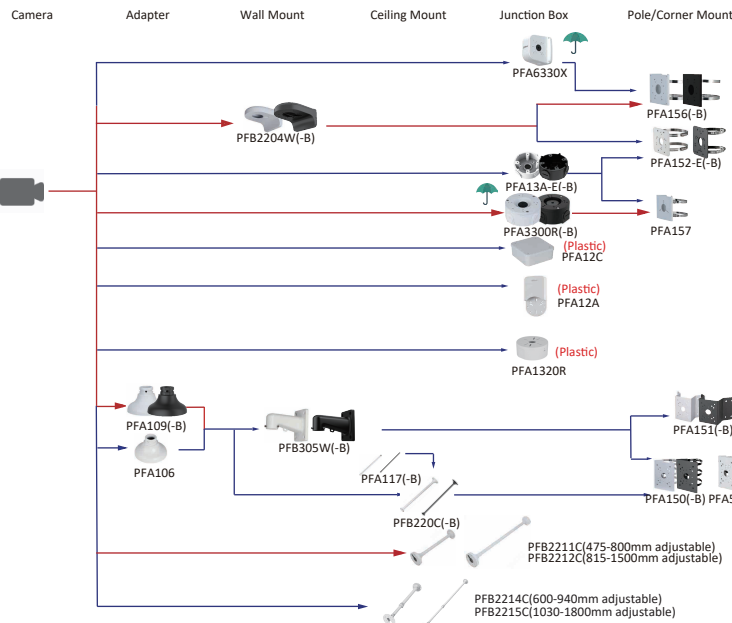 Camera
Adapter
Wall Mount
Ceiling Mount
Junction Box
Pole/Corner Mount
PFA6330X
PFA156(-B)
PFB2204W(-B)
PFA152-E(-B)
PFA13A-E(-B)
PFA3300R(-B)
PFA157
(Plastic)
PFA12C
(Plastic)
PFA12A
(Plastic)
PFA1320R
PFA109(-B)
PFB305W(-B)
PFA151(-B)
PFA106
PFA117(-B)
PFA150(-B)
PFA5
PFB220C(-B)
PFB2211C(475-800mm adjustable)
PFB2212C(815-1500mm adjustable)
PFB2214C(600-940mm adjustable)
PFB2215C(1030-1800mm adjustable)